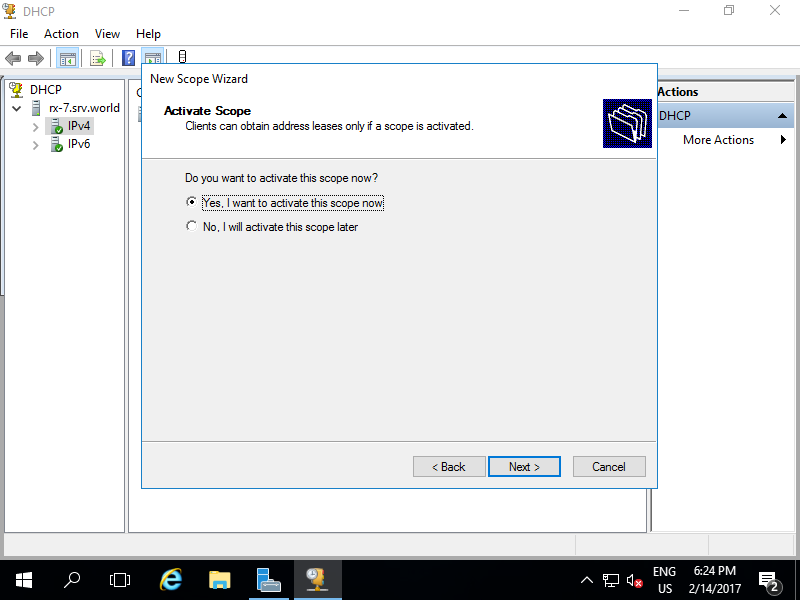 DHCP
File Action View Help
New Scope Wizard
Activate Scope
Clients can obtain address leases only if a scope is activated.
DHCP
rx-7.srv.world
IPv4
IPv6
Do you want to activate this scope now?
Yes, I want to activate this scope now
No, I will activate this scope later
< Back Next > Cancel
Actions
DHCP
More Actions
ENG
US
6:24 PM
2/14/2017
2